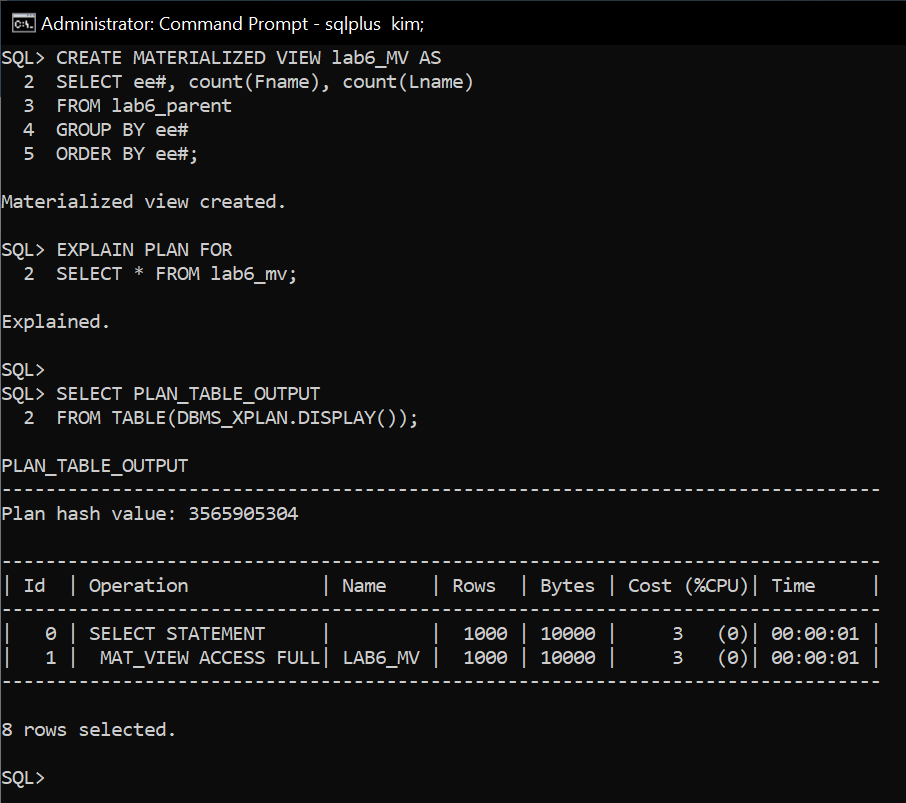 Administrator: Command Prompt - sqlplus  kim;
SQL> CREATE MATERIALIZED VIEW lab6_MV AS
  2  SELECT ee#, count(Fname), count(Lname)
  3  FROM lab6_parent
  4  GROUP BY ee#
  5  ORDER BY ee#;
Materialized view created.
SQL> EXPLAIN PLAN FOR
  2  SELECT * FROM lab6_mv;
Explained.
SQL>
SQL> SELECT PLAN_TABLE_OUTPUT
  2  FROM TABLE(DBMS_XPLAN.DISPLAY());
PLAN_TABLE_OUTPUT
--------------------------------------------------------------------------------
Plan hash value: 3565905304
--------------------------------------------------------------------------------
| Id  | Operation            | Name    | Rows  | Bytes | Cost (%CPU)| Time     |
--------------------------------------------------------------------------------
|   0 | SELECT STATEMENT     |         |  1000 | 10000 |     3   (0)| 00:00:01 |
|   1 |  MAT_VIEW ACCESS FULL| LAB6_MV |  1000 | 10000 |     3   (0)| 00:00:01 |
--------------------------------------------------------------------------------
8 rows selected.
SQL>